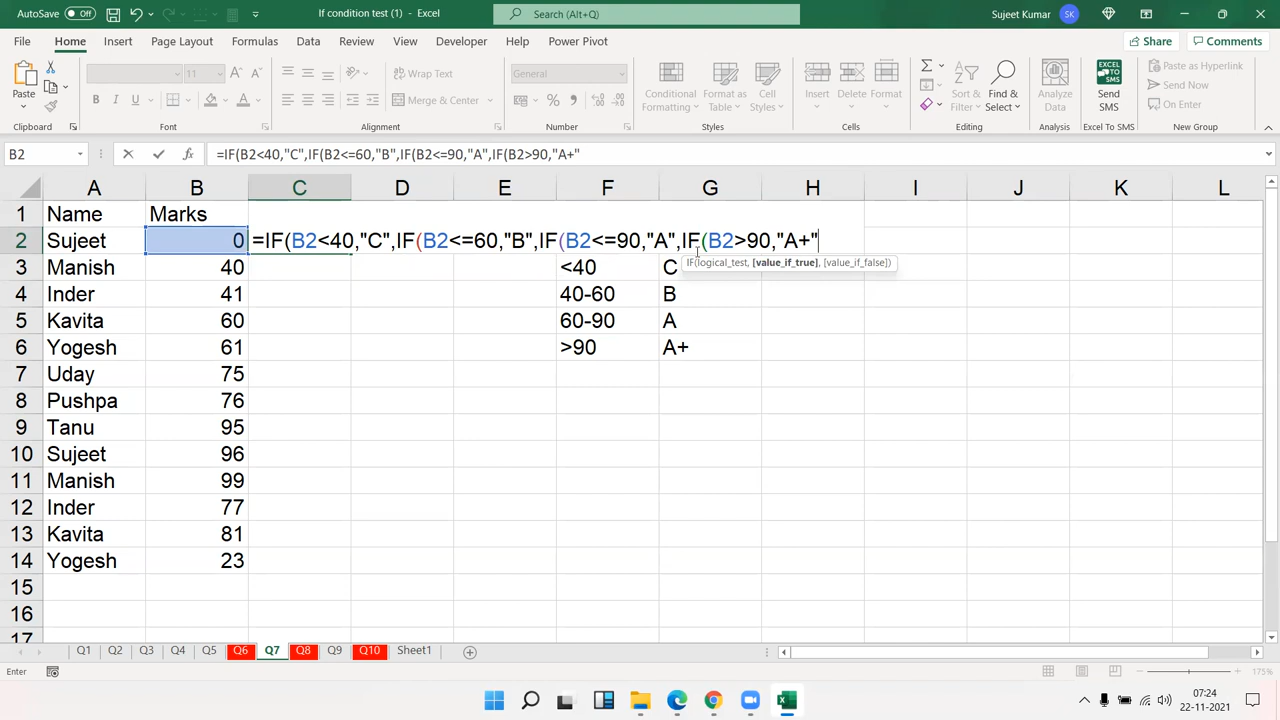 AutoSave Off
If condition test (1) - Excel
Search (Alt+Q)
Sujeet Kumar SK
File Home Insert Page Layout Formulas Data Review View Developer Help Power Pivot
Share Comments
Paste
Clipboard
11
B I U
Font
Wrap Text
Merge & Center
Alignment
General
Number
Conditional Formatting
Format as Table
Cell Styles
Styles
Insert Delete Format
Cells
Sort & Filter
Find & Select
Editing
Analyze Data
Analysis
Send SMS
Excel To SMS
Paste as Hyperlink
Send Now
On Enter
New Group
B2
=IF(B2<40,"C",IF(B2<=60,"B",IF(B2<=90,"A",IF(B2>90,"A+"
A B C D E F G H I J K L
1 Name Marks
2 Sujeet 0 =IF(B2<40,"C",IF(B2<=60,"B",IF(B2<=90,"A",IF(B2>90,"A+"
IF(logical_test, [value_if_true], [value_if_false])
3 Manish 40 <40 C
4 Inder 41 40-60 B
5 Kavita 60 60-90 A
6 Yogesh 61 >90 A+
7 Uday 75
8 Pushpa 76
9 Tanu 95
10 Sujeet 96
11 Manish 99
12 Inder 77
13 Kavita 81
14 Yogesh 23
15
16
17
Q1 Q2 Q3 Q4 Q5 Q6 Q7 Q8 Q9 Q10 Sheet1
Enter
175%
07:24
22-11-2021